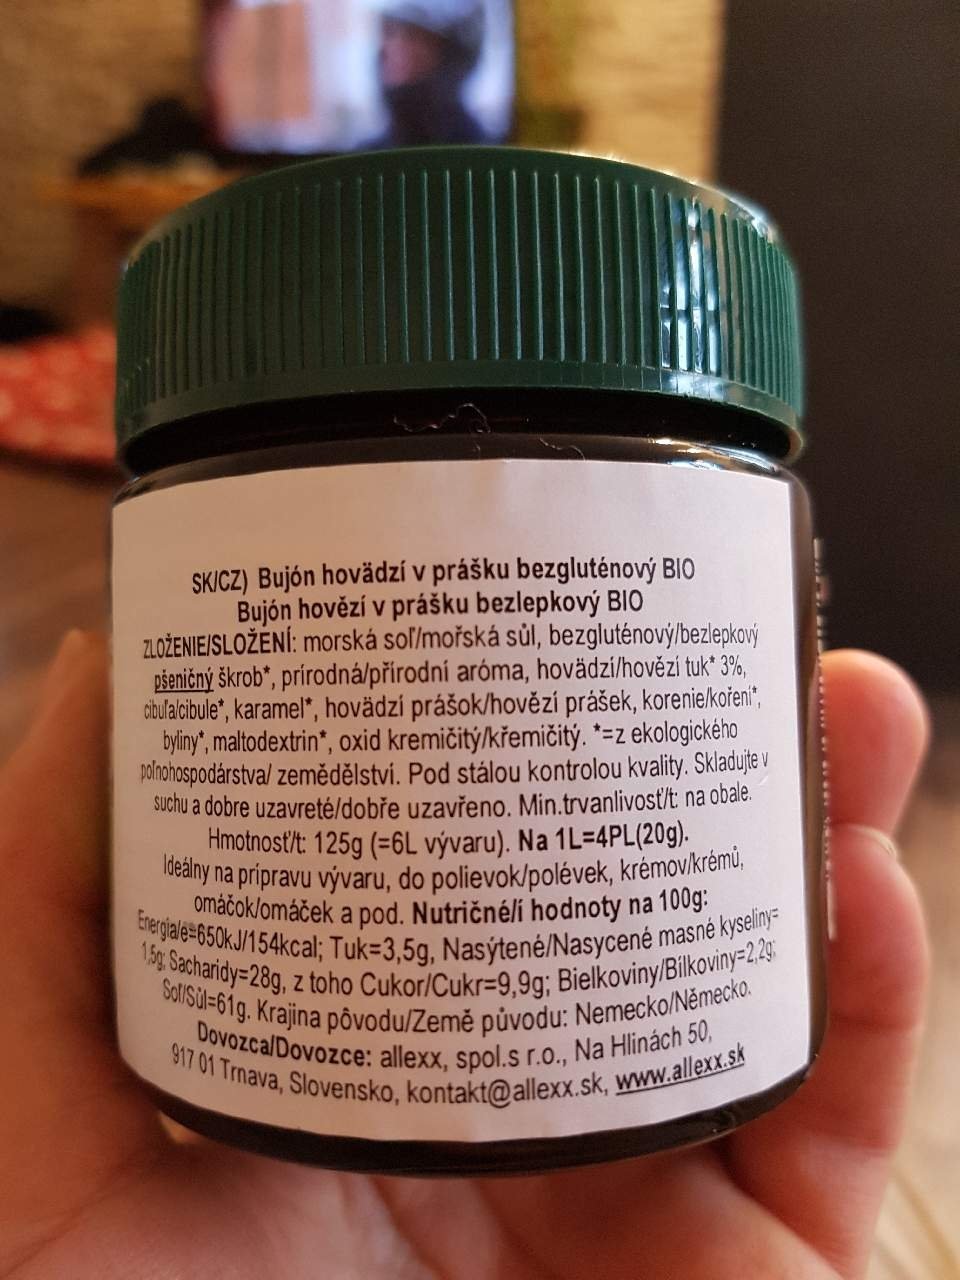 SK/CZ) Bujón hovädzí v prášku bezgluténový BIO
Bujón hovězí v prášku bezlepkový BIO
ZLOŽENIE/SLOŽENÍ: morská soľ/mořská sůl, bezgluténový/bezlepkový
pšeničný škrob*, prírodná/přírodní aróma, hovädzí/hovězí tuk* 3%,
cibuľa/cibule*, karamel*, hovädzí prášok/hovězí prášek, korenie/koření*,
byliny*, maltodextrin*, oxid kremičitý/křemičitý. *=z ekologického
poľnohospodárstva/ zemědělství. Pod stálou kontrolou kvality. Skladujte v
suchu a dobre uzavreté/dobře uzavřeno. Min.trvanlivosť/t: na obale.
Hmotnosť/t: 125g (=6L vývaru). Na 1L=4PL(20g).
Ideálny na prípravu vývaru, do polievok/polévek, krémov/krémů,
omáčok/omáček a pod. Nutričné/í hodnoty na 100g:
Energia/e=650kJ/154kcal; Tuk=3,5g, Nasýtené/Nasycené masné kyseliny=
1,5g; Sacharidy=28g, z toho Cukor/Cukr=9,9g; Bielkoviny/Bílkoviny=2,2g;
Soľ/Sůl=61g. Krajina pôvodu/Země původu: Nemecko/Německo.
Dovozca/Dovozce: allexx, spol.s r.o., Na Hlinách 50,
917 01 Trnava, Slovensko, kontakt@allexx.sk, www.allexx.sk